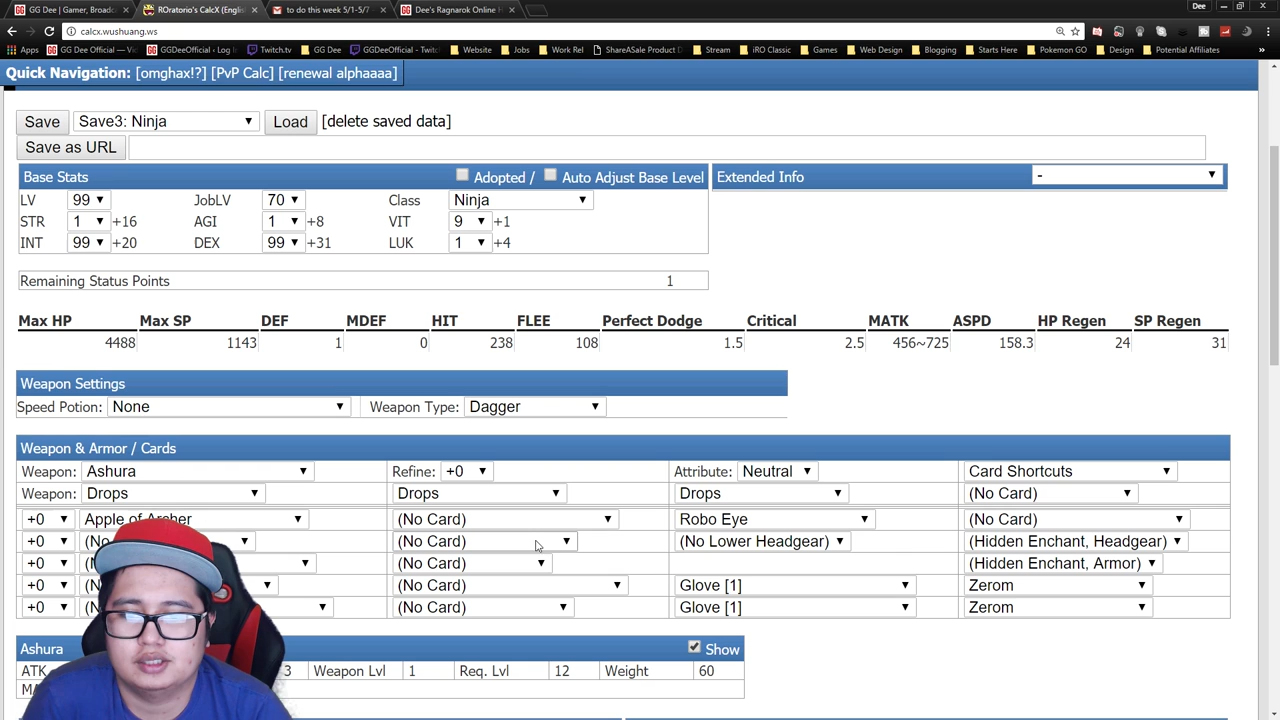 GG Dee | Gamer, Broadc
ROratorio's CalcX (Englis
to do this week 5/1-5/7
Dee's Ragnarok Online H
Dee
calcx.wushuang.ws
Apps
GG Dee Official — Vi
GGDeeOfficial ‹ Log I
Twitch.tv
GG Dee
GGDeeOfficial - Twitc
Website
Jobs
Work Rel
ShareASale Product D
Stream
iRO Classic
Games
Web Design
Blogging
Starts Here
Pokemon GO
Design
Potential Affiliates
Quick Navigation: [omghax!?] [PvP Calc] [renewal alphaaaa]
Save Save3: Ninja Load [delete saved data]
Save as URL
Base Stats Adopted / Auto Adjust Base Level Extended Info -
LV 99 JobLV 70 Class Ninja
STR 1 +16 AGI 1 +8 VIT 9 +1
INT 99 +20 DEX 99 +31 LUK 1 +4
Remaining Status Points 1
Max HP Max SP DEF MDEF HIT FLEE Perfect Dodge Critical MATK ASPD HP Regen SP Regen
4488 1143 1 0 238 108 1.5 2.5 456~725 158.3 24 31
Weapon Settings
Speed Potion: None Weapon Type: Dagger
Weapon & Armor / Cards
Weapon: Ashura Refine: +0 Attribute: Neutral Card Shortcuts
Weapon: Drops Drops Drops (No Card)
+0 Apple of Archer (No Card) Robo Eye (No Card)
+0 (No (No Card) (No Lower Headgear) (Hidden Enchant, Headgear)
+0 (No Card) (Hidden Enchant, Armor)
+0 (No Card) Glove [1] Zerom
+0 (No Card) Glove [1] Zerom
Ashura Show
ATK 3 Weapon Lvl 1 Req. Lvl 12 Weight 60